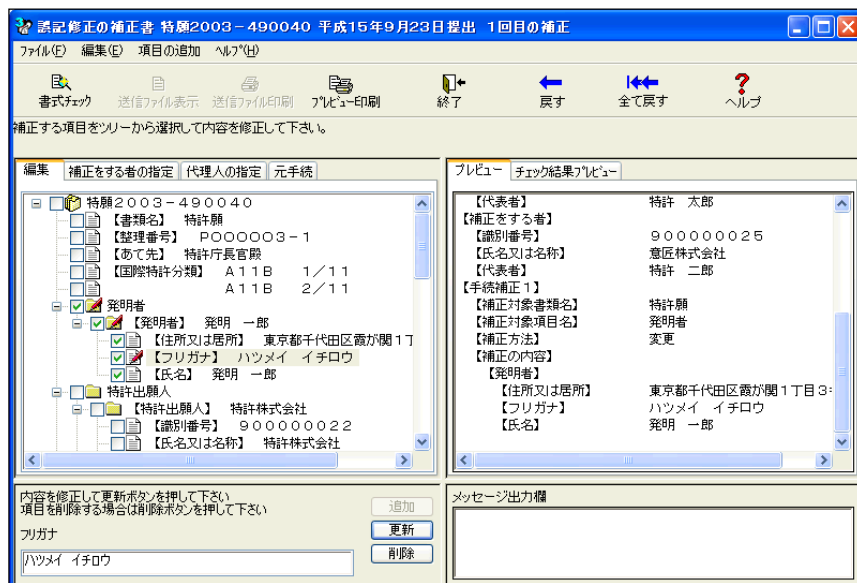 誤記修正の補正書 特願2003－490040 平成15年9月23日提出 1回目の補正
ファイル(F) 編集(E) 項目の追加 ヘルプ(H)
書式チェック 送信ファイル表示 送信ファイル印刷 プレビュー印刷 終了 戻す 全て戻す ヘルプ
補正する項目をツリーから選択して内容を修正して下さい。
編集 補正をする者の指定 代理人の指定 元手続
特願２００３－４９００４０
【書類名】 特許願
【整理番号】 ＰＯＯＯＯＯ３－１
【あて先】 特許庁長官殿
【国際特許分類】 Ａ１１Ｂ １／１１
Ａ１１Ｂ ２／１１
発明者
【発明者】 発明 一郎
【住所又は居所】 東京都千代田区霞が関１丁
【フリガナ】 ハツメイ イチロウ
【氏名】 発明 一郎
特許出願人
【特許出願人】 特許株式会社
【識別番号】 ９０００００００２２
【氏名又は名称】 特許株式会社
プレビュー チェック結果プレビュー
【代表者】 特許 太郎
【補正をする者】
【識別番号】 ９０００００００２５
【氏名又は名称】 意匠株式会社
【代表者】 特許 二郎
【手続補正１】
【補正対象書類名】 特許願
【補正対象項目名】 発明者
【補正方法】 変更
【補正の内容】
【発明者】
【住所又は居所】 東京都千代田区霞が関１丁目３
【フリガナ】 ハツメイ イチロウ
【氏名】 発明 一郎
内容を修正して更新ボタンを押して下さい
項目を削除する場合は削除ボタンを押して下さい
追加
フリガナ
更新
ハツメイ イチロウ
削除
メッセージ出力欄